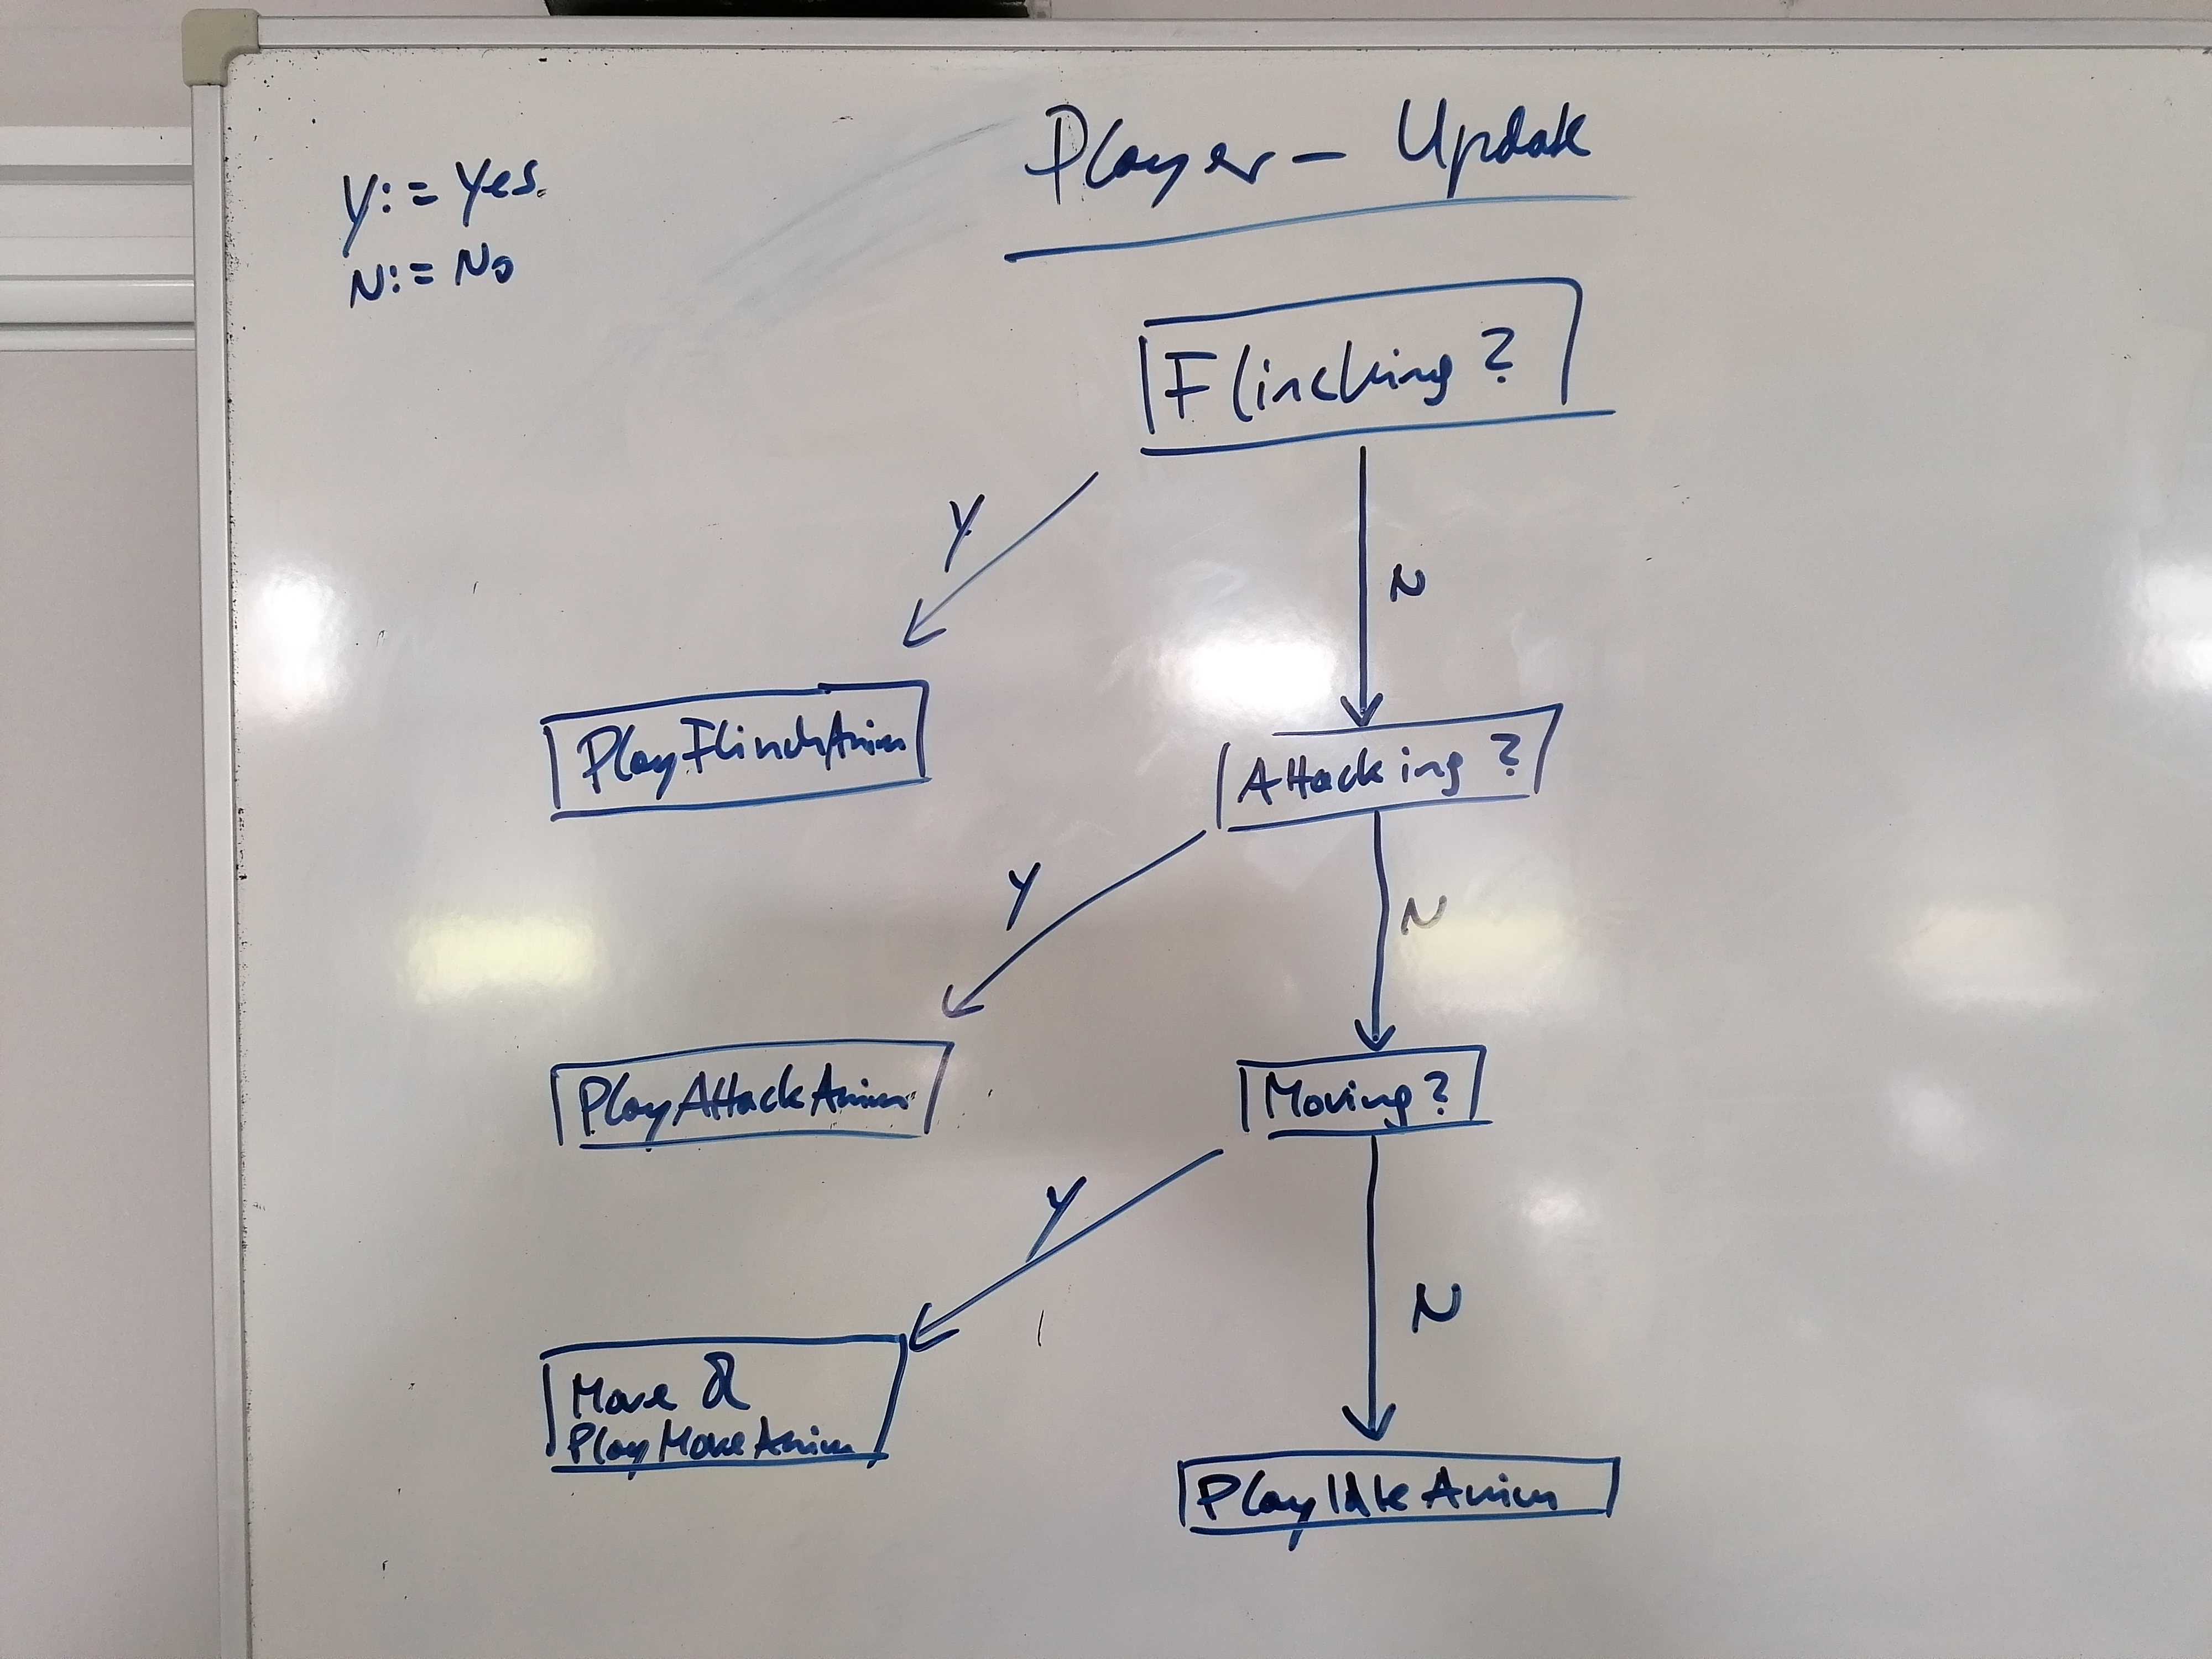 Player - Update
Y:= Yes
N:= No
Flinching?
Y
N
PlayFlinchAnim
Attacking?
Y
N
PlayAttackAnim
Moving?
Y
N
Move &
PlayMoveAnim
PlayIdleAnim